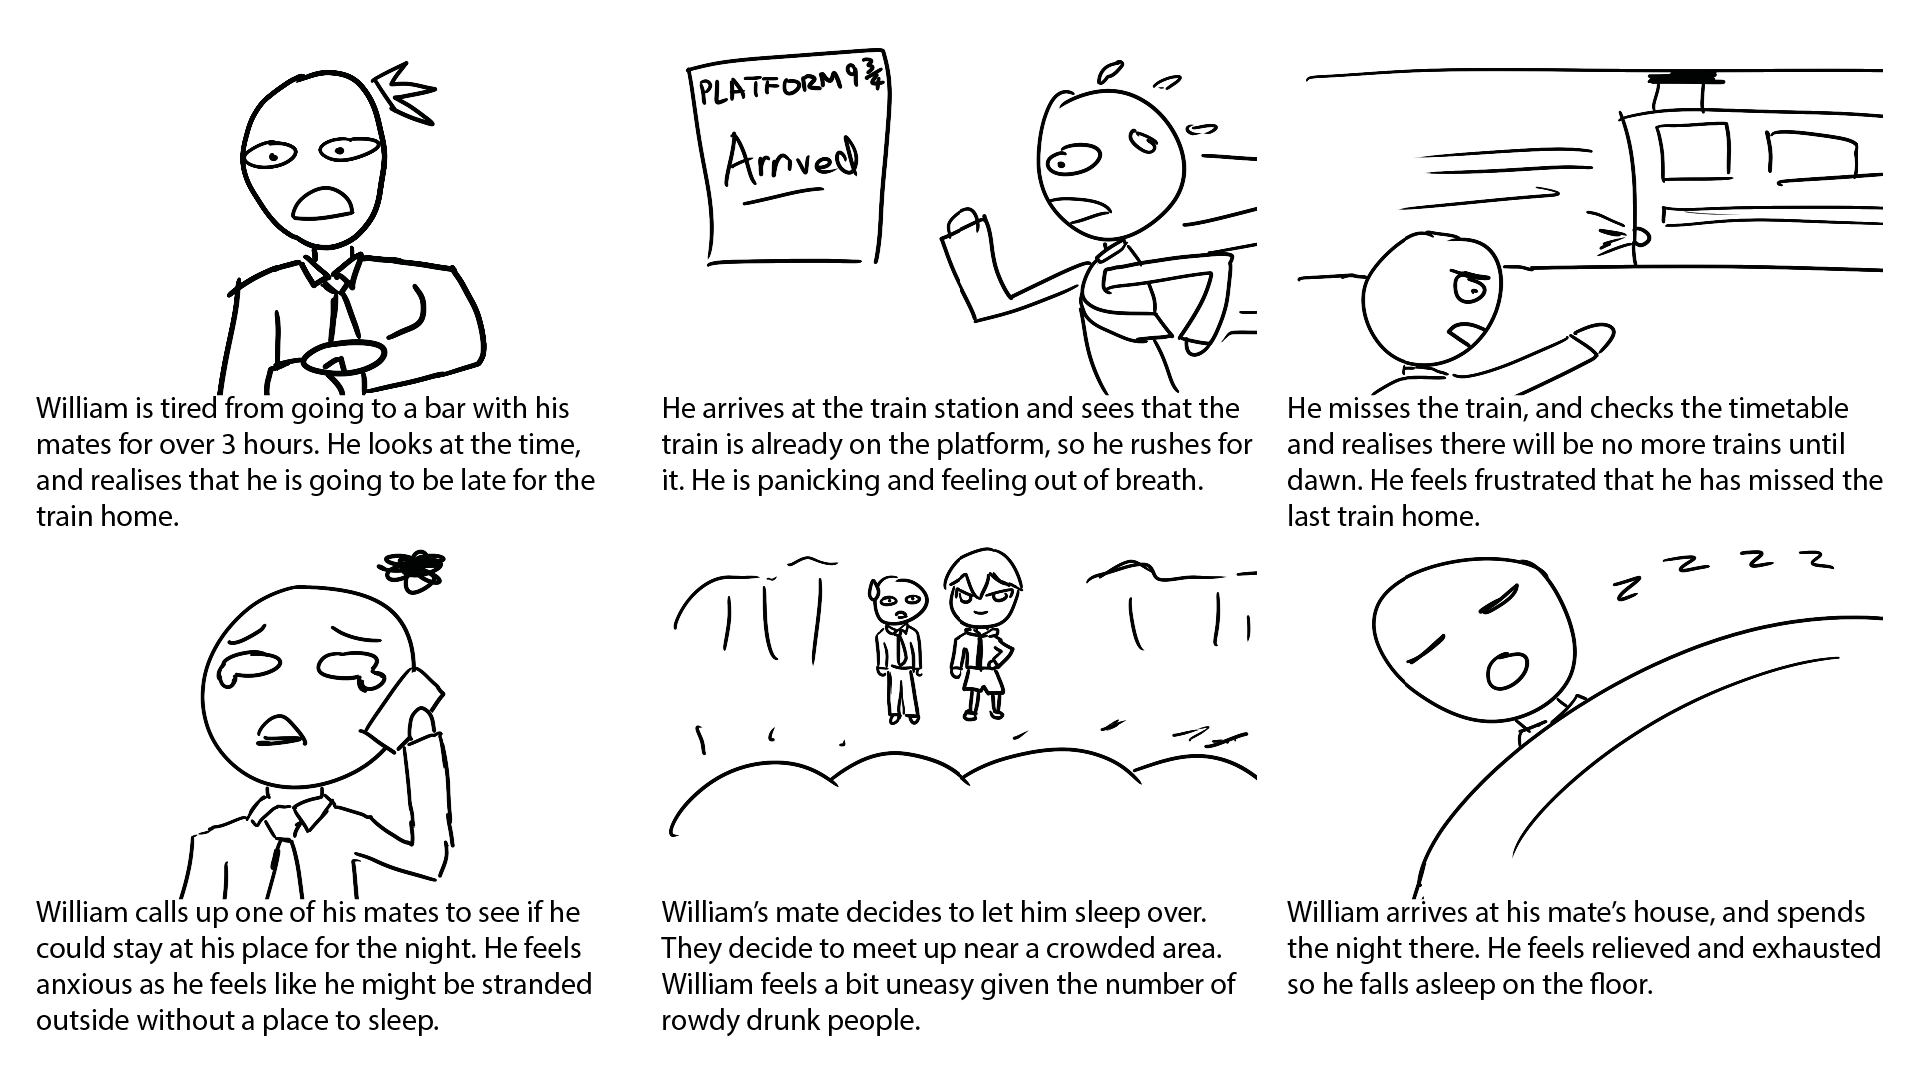 PLATFORM 9 3/4
Arrived
William is tired from going to a bar with his
mates for over 3 hours. He looks at the time,
and realises that he is going to be late for the
train home.
He arrives at the train station and sees that the
train is already on the platform, so he rushes for
it. He is panicking and feeling out of breath.
He misses the train, and checks the timetable
and realises there will be no more trains until
dawn. He feels frustrated that he has missed the
last train home.
z z z z
William calls up one of his mates to see if he
could stay at his place for the night. He feels
anxious as he feels like he might be stranded
outside without a place to sleep.
William’s mate decides to let him sleep over.
They decide to meet up near a crowded area.
William feels a bit uneasy given the number of
rowdy drunk people.
William arrives at his mate’s house, and spends
the night there. He feels relieved and exhausted
so he falls asleep on the floor.